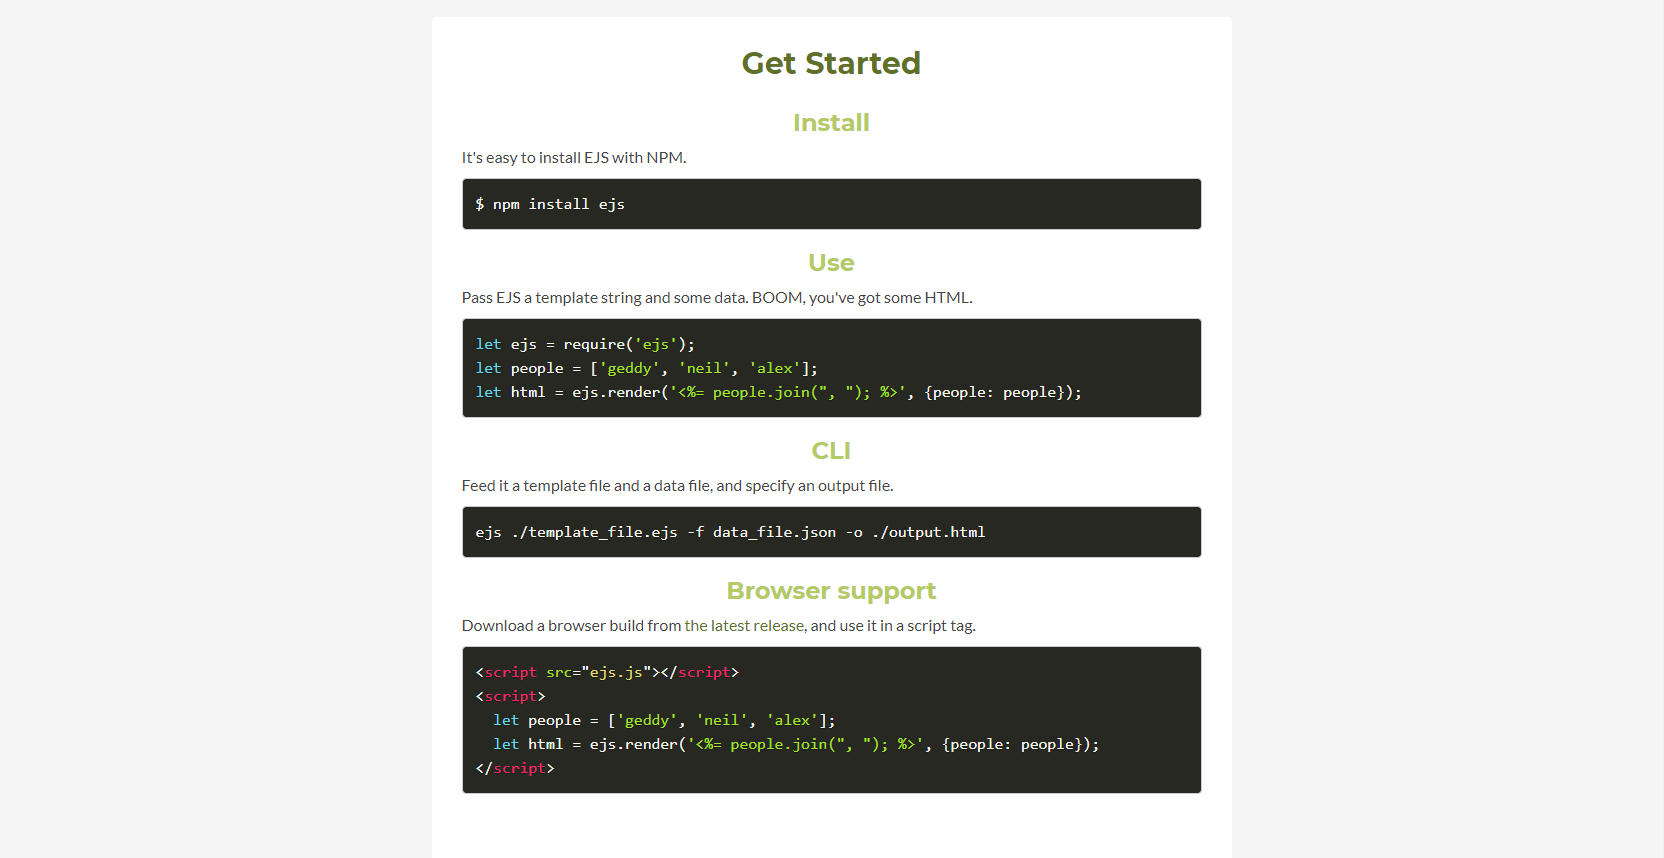 Get Started
Install
It's easy to install EJS with NPM.
$ npm install ejs
Use
Pass EJS a template string and some data. BOOM, you've got some HTML.
let ejs = require('ejs');
let people = ['geddy', 'neil', 'alex'];
let html = ejs.render('<%= people.join(", "); %>', {people: people});
CLI
Feed it a template file and a data file, and specify an output file.
ejs ./template_file.ejs -f data_file.json -o ./output.html
Browser support
Download a browser build from the latest release, and use it in a script tag.
<script src="ejs.js"></script>
<script>
  let people = ['geddy', 'neil', 'alex'];
  let html = ejs.render('<%= people.join(", "); %>', {people: people});
</script>